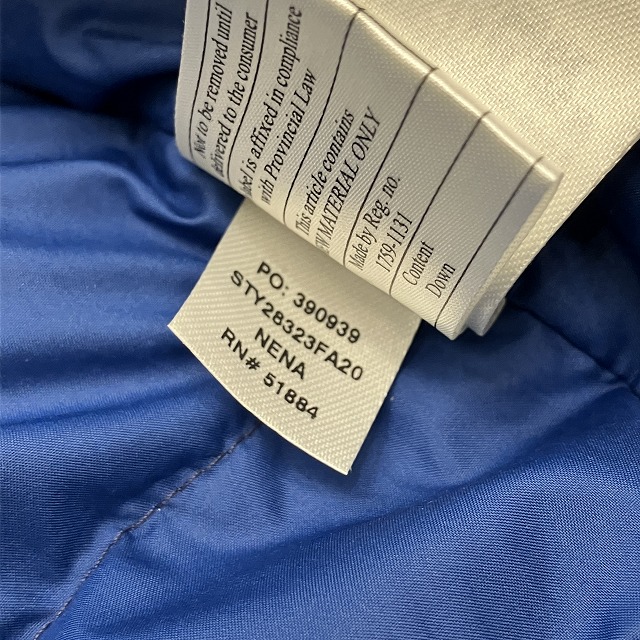 Not to be removed until
delivered to the consumer
label is affixed in compliance
with Provincial Law
This article contains
MATERIAL ONLY
Made by Reg. no.
1759-1131
Content
Down
PO: 390939
STY28323FA20
NENA
RN# 51884